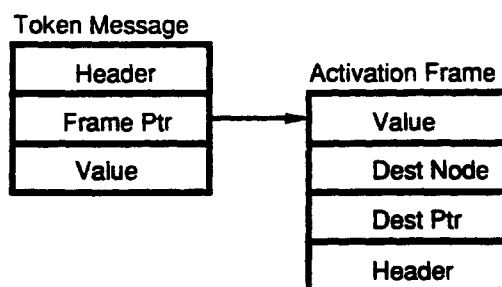 Token Message
Header
Frame Ptr
Value
Activation Frame
Value
Dest Node
Dest Ptr
Header